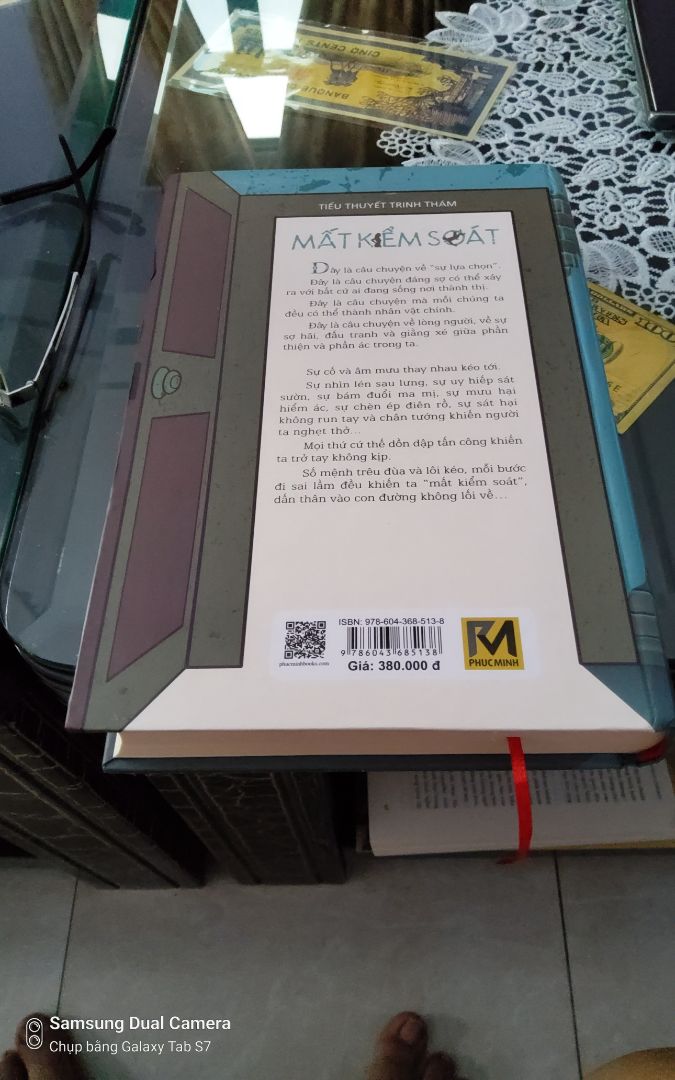 CINQ CENTS
BANQUE
TIỂU THUYẾT TRINH THÁM
MẤT KIỂM SOÁT
Đây là câu chuyện về “sự lựa chọn”.
Đây là câu chuyện đáng sợ có thể xảy
ra với bất cứ ai đang sống nơi thành thị.
Đây là câu chuyện mà mỗi chúng ta
đều có thể thành nhân vật chính.
Đây là câu chuyện về lòng người, về sự
sợ hãi, đấu tranh và giằng xé giữa phần
thiện và phần ác trong ta.
Sự cố và âm mưu thay nhau kéo tới.
Sự nhìn lén sau lưng, sự uy hiếp sát
sườn, sự bám đuổi ma mị, sự mưu hại
hiểm ác, sự chèn ép điên rồ, sự sát hại
không run tay và chân tướng khiến người
ta nghẹt thở...
Mọi thứ cứ thế dồn dập tấn công khiến
ta trở tay không kịp.
Số mệnh trêu đùa và lôi kéo, mỗi bước
đi sai lầm đều khiến ta “mất kiểm soát”,
dấn thân vào con đường không lối về...
ISBN: 978-604-368-513-8
9 786043 685138
phucminhbooks.com
Giá: 380.000 đ
PHUCMINH
100
Samsung Dual Camera
Chụp bằng Galaxy Tab S7